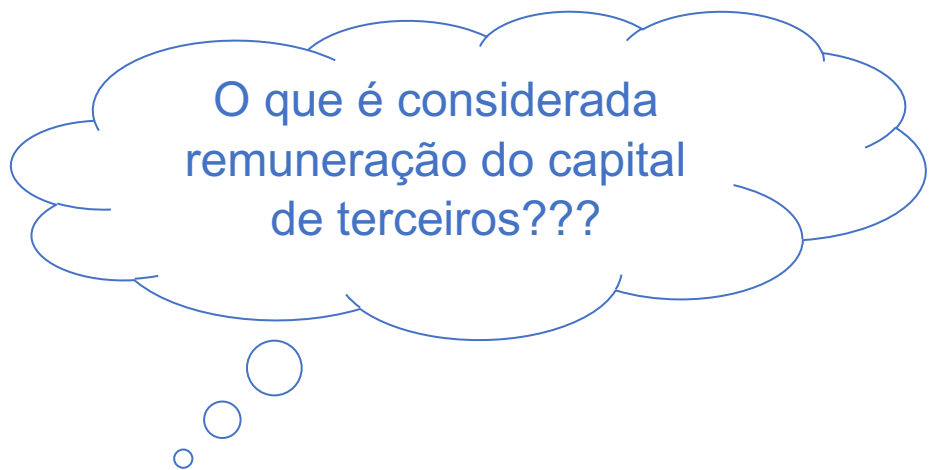 O que é considerada
remuneração do capital
de terceiros???